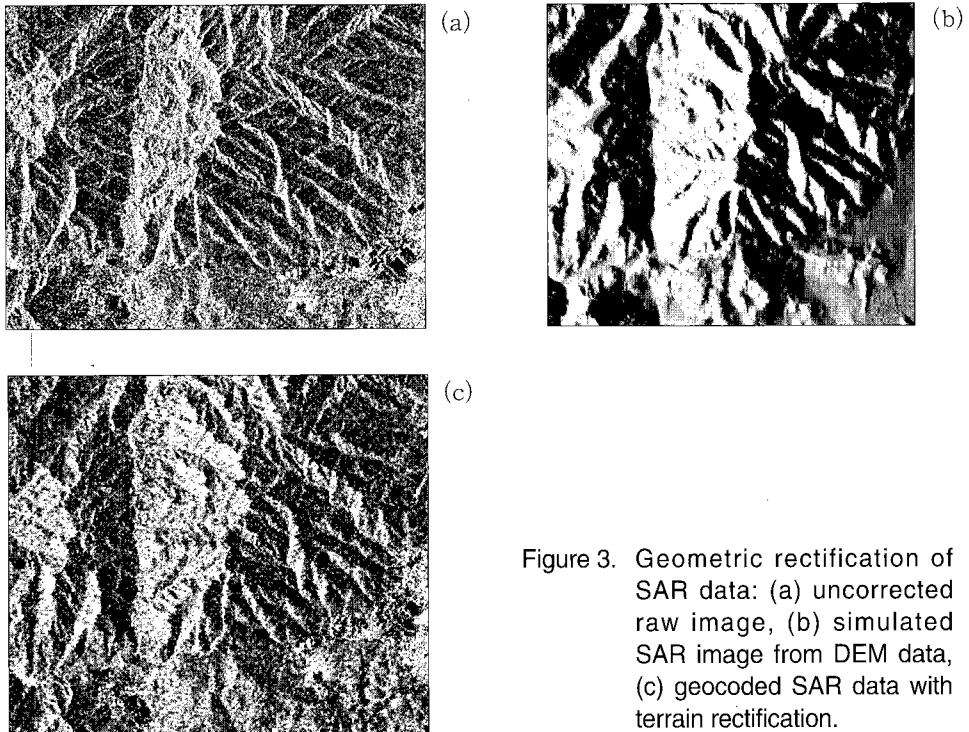 (a)
(b)
(c)
Figure 3. Geometric rectification of
SAR data: (a) uncorrected
raw image, (b) simulated
SAR image from DEM data,
(c) geocoded SAR data with
terrain rectification.